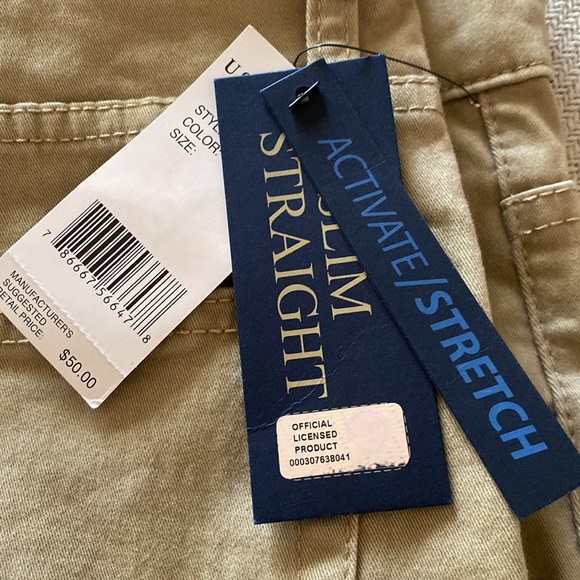 U
STYL
COLOR:
SIZE:
7 86667 56647 8
MANUFACTURER'S
SUGGESTED
RETAIL PRICE:
$50.00
SLIM
STRAIGHT
OFFICIAL
LICENSED
PRODUCT
000307638041
ACTIVATE/STRETCH